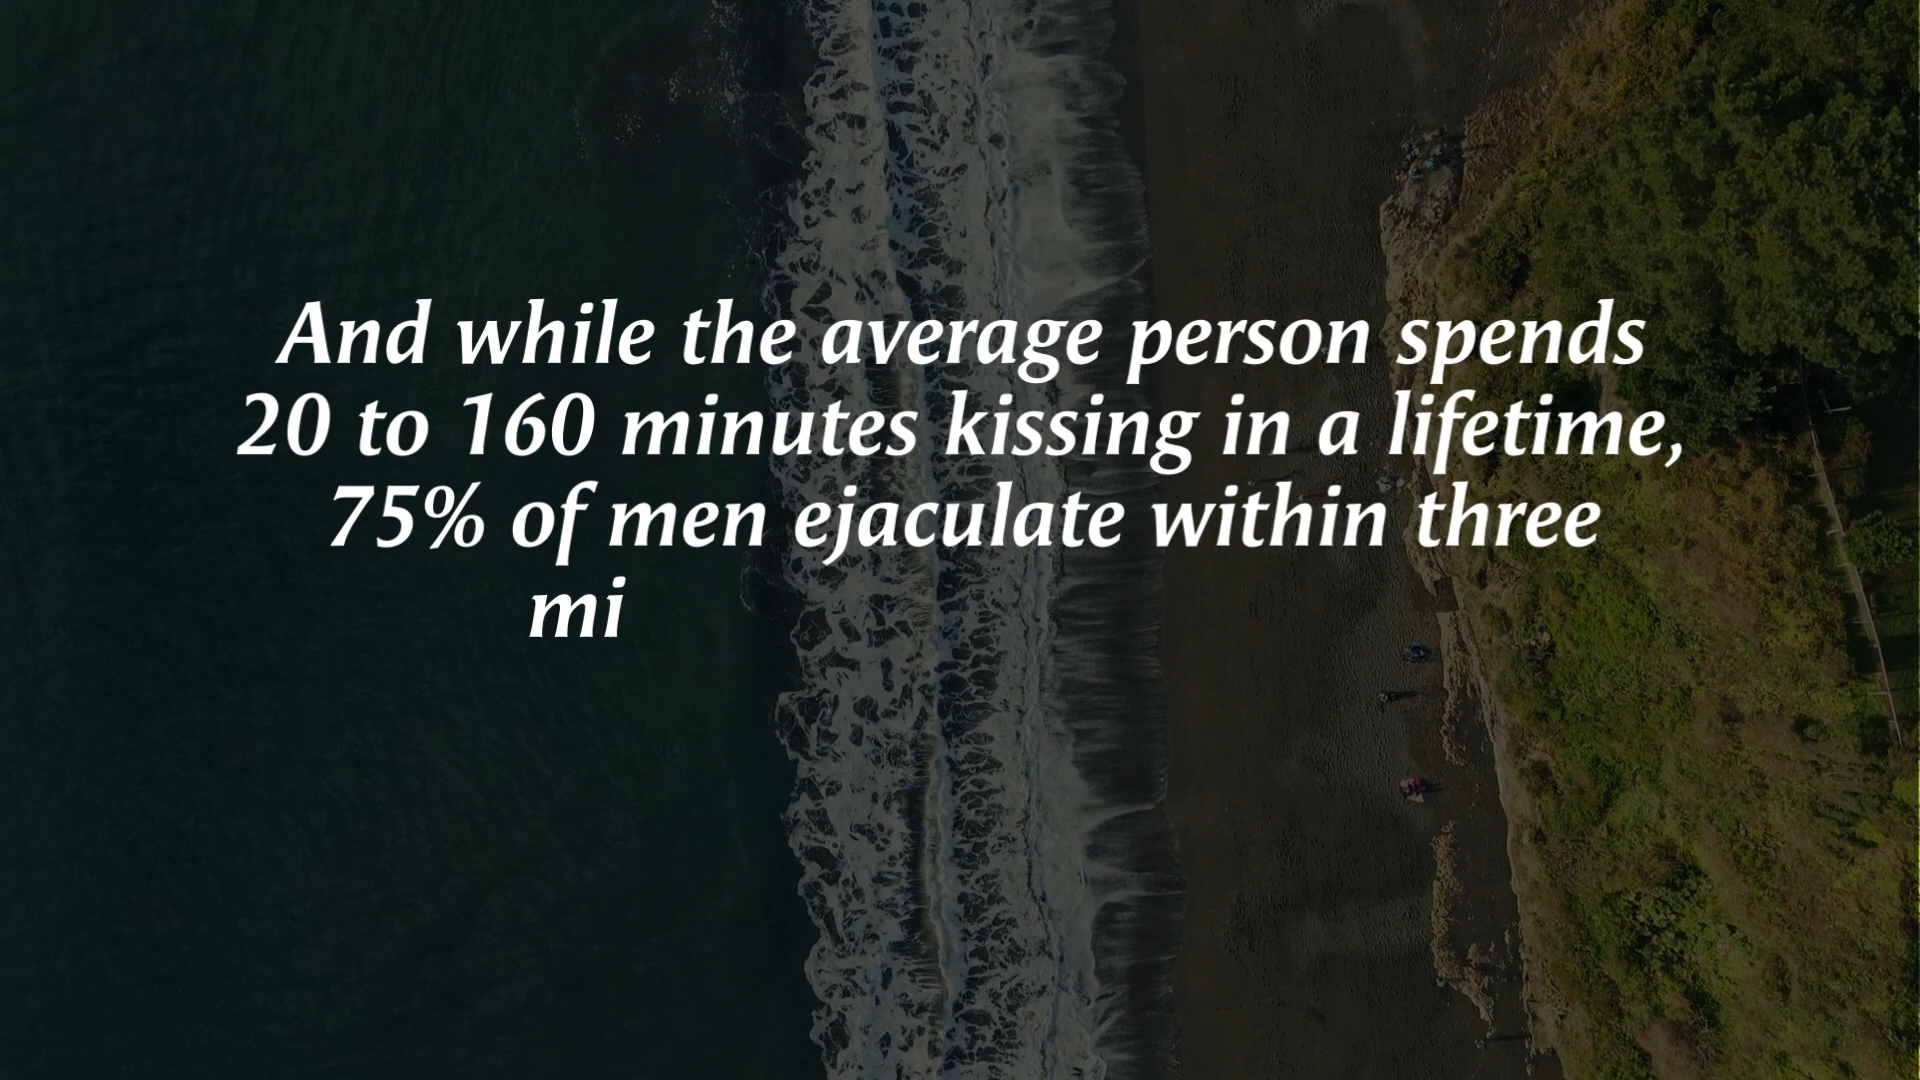 And while the average person spends
20 to 160 minutes kissing in a lifetime,
75% of men ejaculate within three
mi